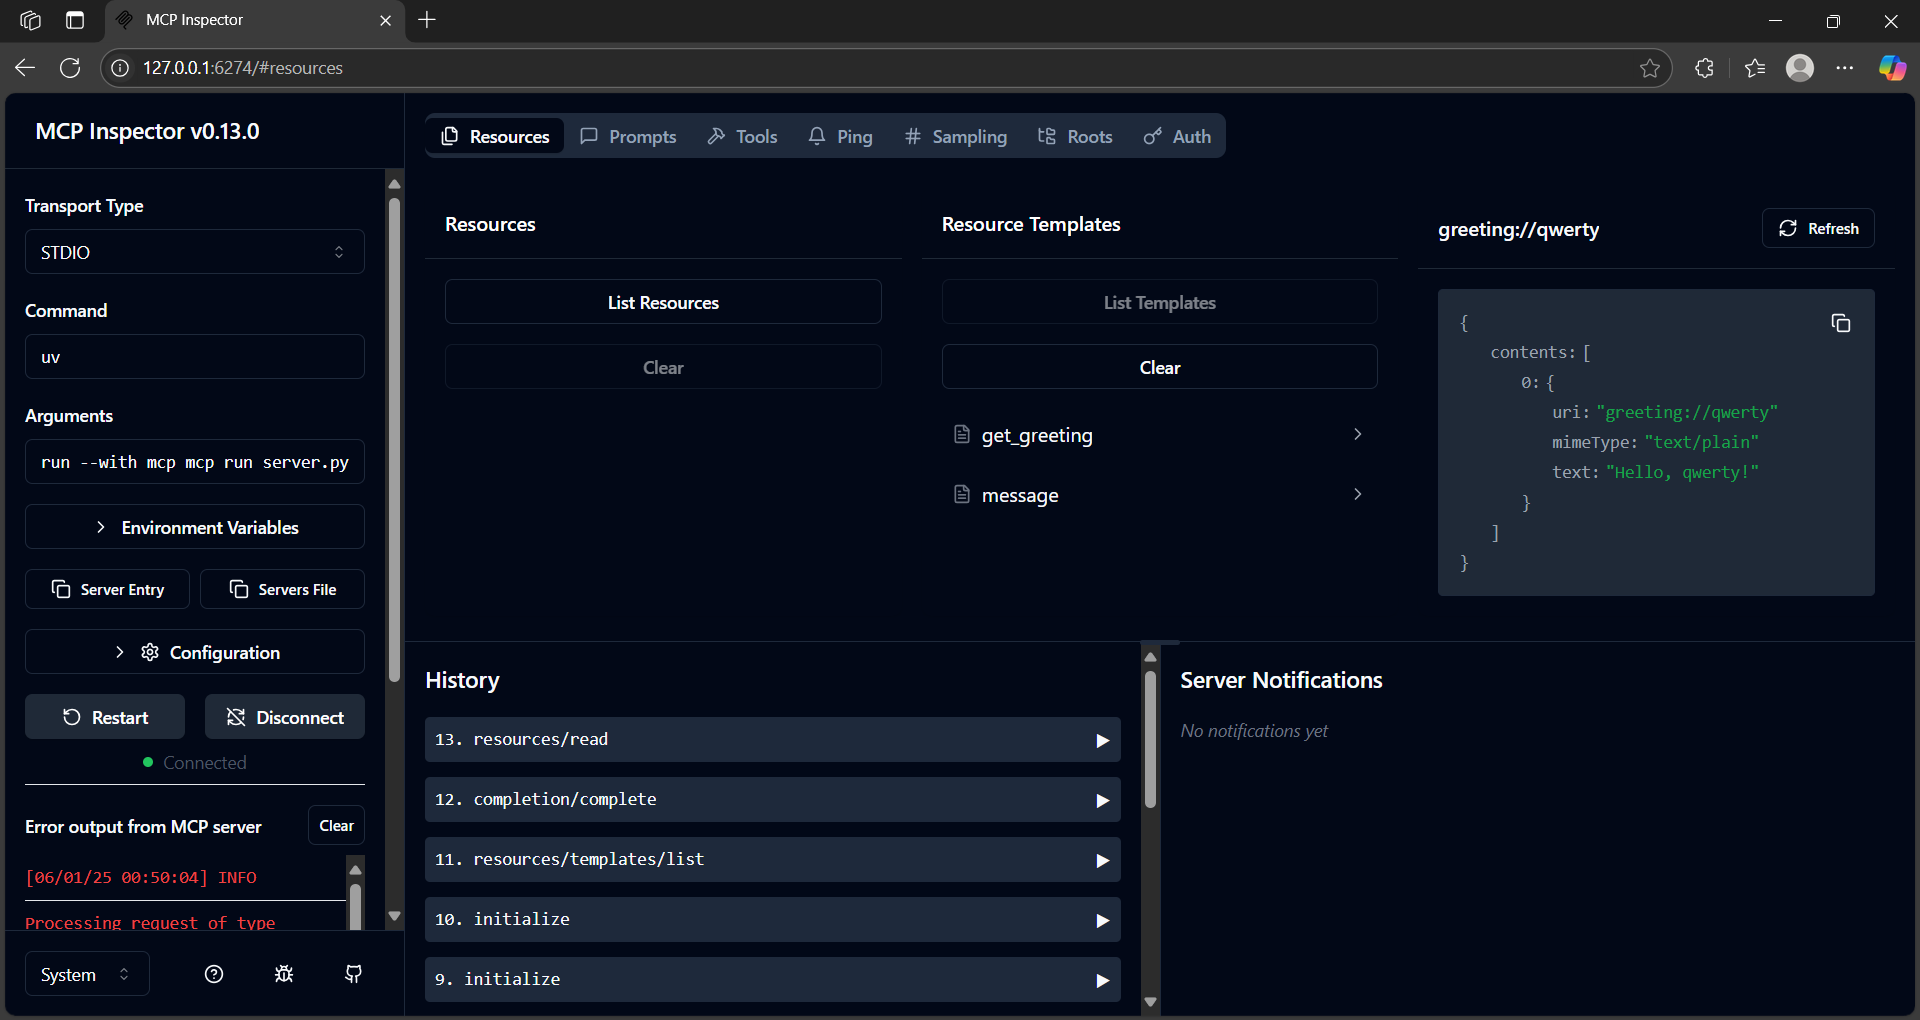 MCP Inspector
127.0.0.1:6274/#resources
MCP Inspector v0.13.0
Transport Type
STDIO
Command
uv
Arguments
run --with mcp mcp run server.py
Environment Variables
Server Entry
Servers File
Configuration
Restart
Disconnect
Connected
Error output from MCP server
Clear
[06/01/25 00:50:04] INFO
Processing request of type
System
Resources
Prompts
Tools
Ping
Sampling
Roots
Auth
Resources
List Resources
Clear
Resource Templates
List Templates
Clear
get_greeting
message
greeting://qwerty
Refresh
{
contents: [
0: {
uri: "greeting://qwerty"
mimeType: "text/plain"
text: "Hello, qwerty!"
}
]
}
History
13. resources/read
12. completion/complete
11. resources/templates/list
10. initialize
9. initialize
Server Notifications
No notifications yet